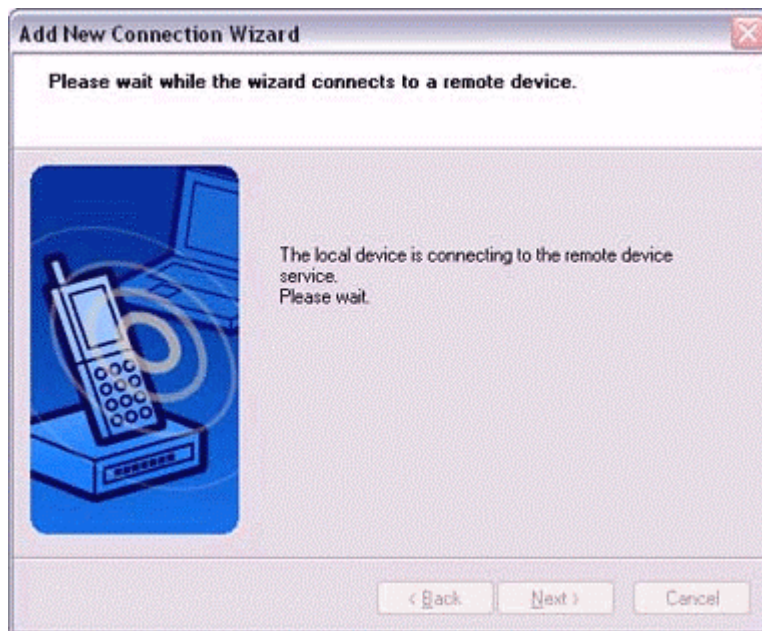 Add New Connection Wizard
Please wait while the wizard connects to a remote device.
The local device is connecting to the remote device
service.
Please wait.
< Back
Next >
Cancel